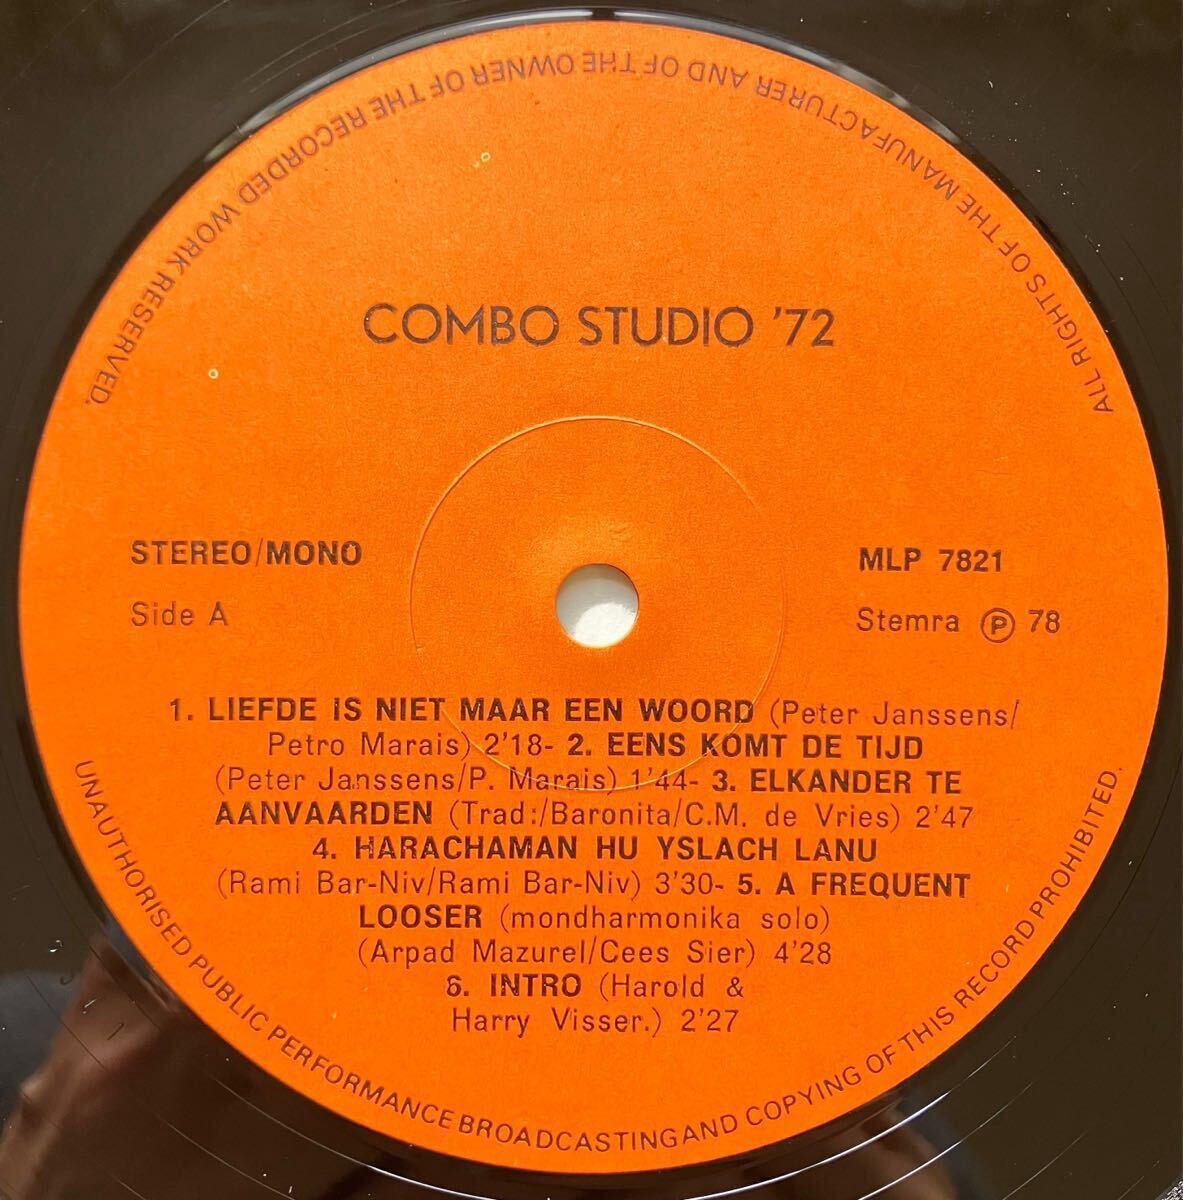 ALL RIGHTS OF THE MANUFACTURER AND OF THE OWNER OF THE RECORDED WORK RESERVED.
COMBO STUDIO '72
STEREO/MONO
Side A
MLP 7821
Stemra Ⓟ 78
1. LIEFDE IS NIET MAAR EEN WOORD (Peter Janssens/
Petro Marais) 2'18- 2. EENS KOMT DE TIJD
(Peter Janssens/P. Marais) 1'44- 3. ELKANDER TE
AANVAARDEN (Trad:/Baronita/C.M. de Vries) 2'47
4. HARACHAMAN HU YSLACH LANU
(Rami Bar-Niv/Rami Bar-Niv) 3'30- 5. A FREQUENT
LOOSER (mondharmonika solo)
(Arpad Mazurel/Cees Sier) 4'28
6. INTRO (Harold &
Harry Visser.) 2'27
UNAUTHORISED PUBLIC PERFORMANCE BROADCASTING AND COPYING OF THIS RECORD PROHIBITED.